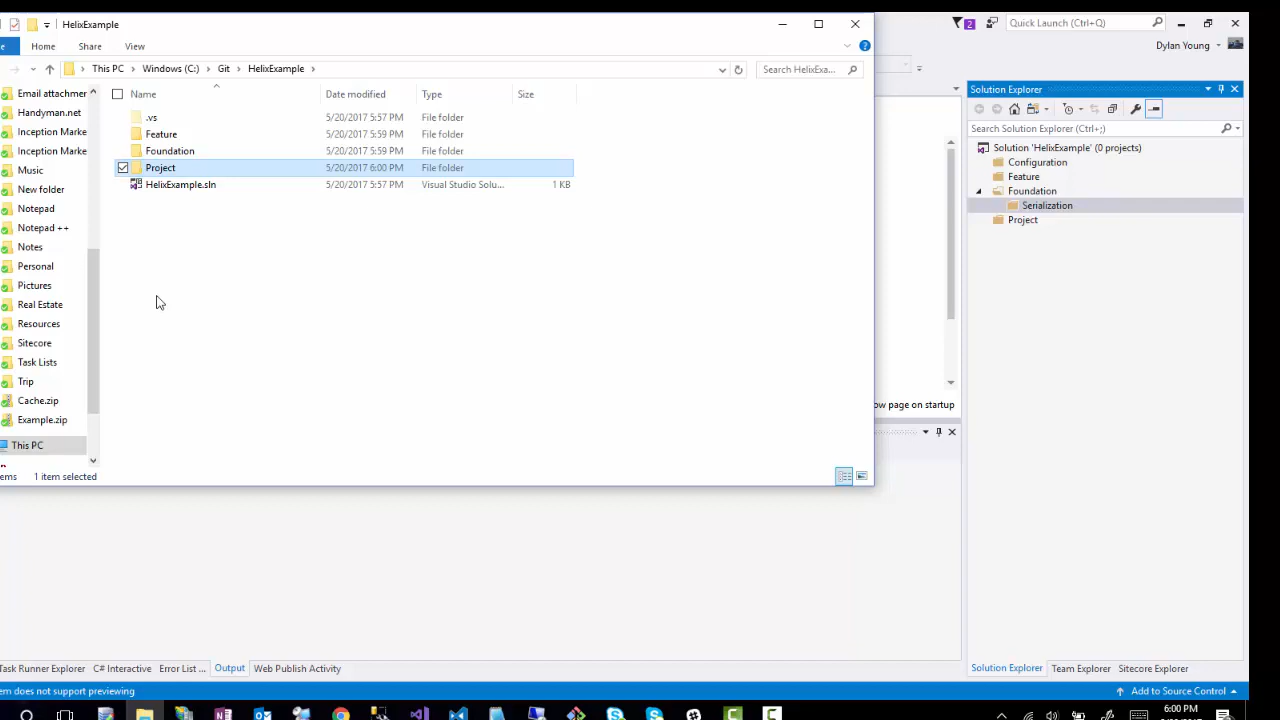 HelixExample
Home Share View
This PC Windows (C:) Git HelixExample
Search HelixExa...
Name Date modified Type Size
.vs 5/20/2017 5:57 PM File folder
Feature 5/20/2017 5:59 PM File folder
Foundation 5/20/2017 5:59 PM File folder
Project 5/20/2017 6:00 PM File folder
HelixExample.sln 5/20/2017 5:57 PM Visual Studio Solu... 1 KB
Email attachmer
Handyman.net
Inception Marke
Inception Marke
Music
New folder
Notepad
Notepad ++
Notes
Personal
Pictures
Real Estate
Resources
Sitecore
Task Lists
Trip
Cache.zip
Example.zip
This PC
ems 1 item selected
2 Quick Launch (Ctrl+Q)
Dylan Young
Solution Explorer
Search Solution Explorer (Ctrl+;)
Solution 'HelixExample' (0 projects)
Configuration
Feature
Foundation
Serialization
Project
ow page on startup
Task Runner Explorer C# Interactive Error List ... Output Web Publish Activity
Solution Explorer Team Explorer Sitecore Explorer
em does not support previewing
Add to Source Control
6:00 PM